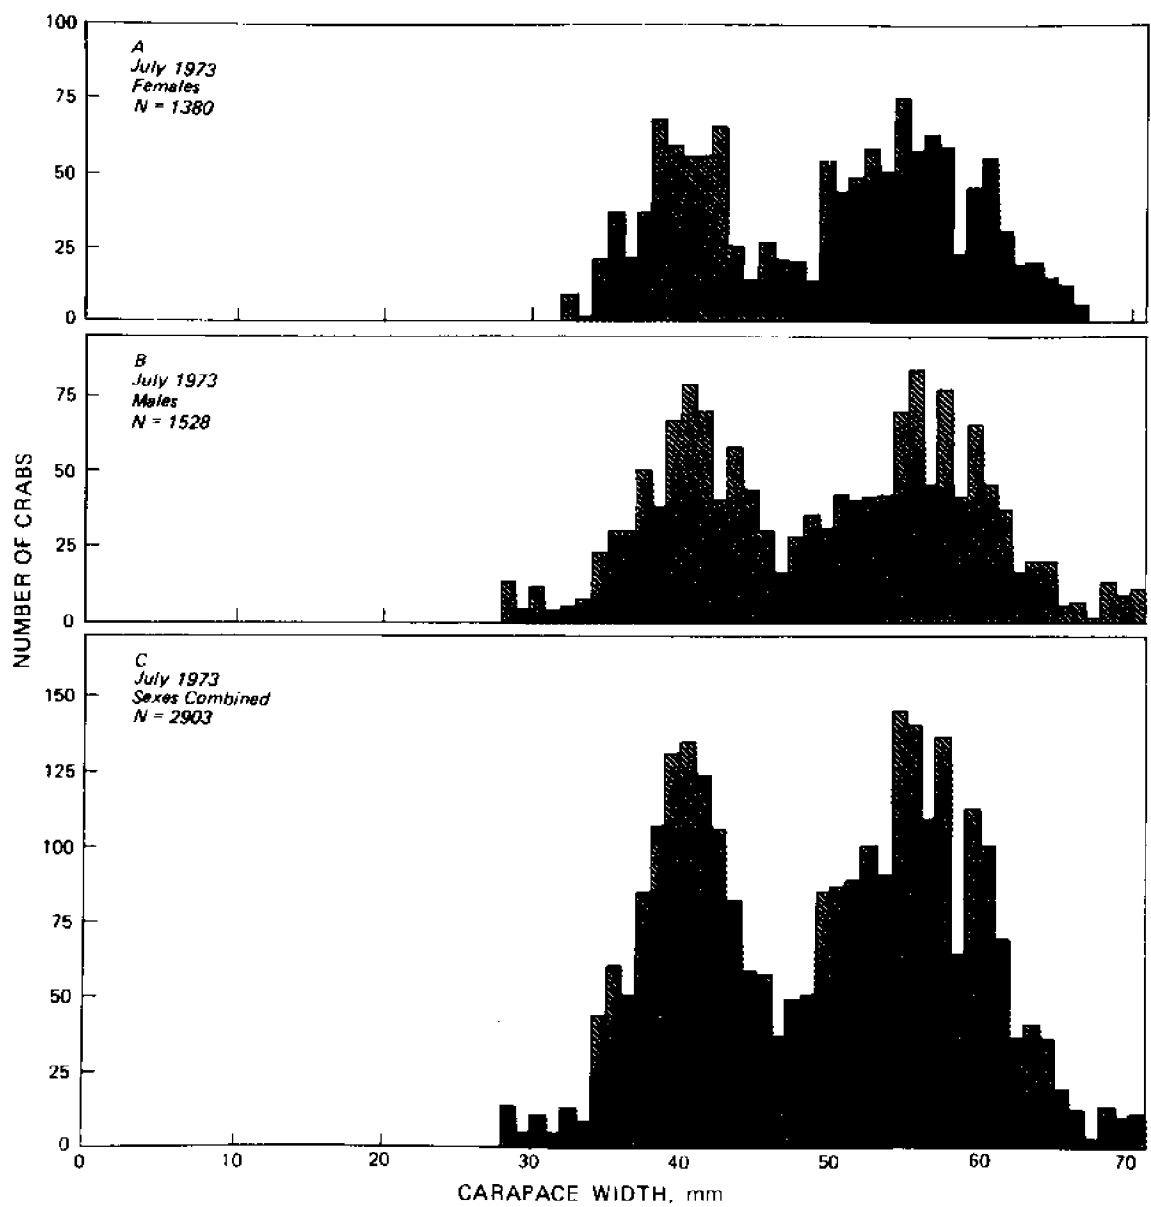 100
A
July 1973
Females
N = 1380
75
50
25
0
B
July 1973
Males
N = 1528
75
50
25
0
NUMBER OF CRABS
C
July 1973
Sexes Combined
N = 2903
150
125
100
75
50
25
0
0 10 20 30 40 50 60 70
CARAPACE WIDTH, mm